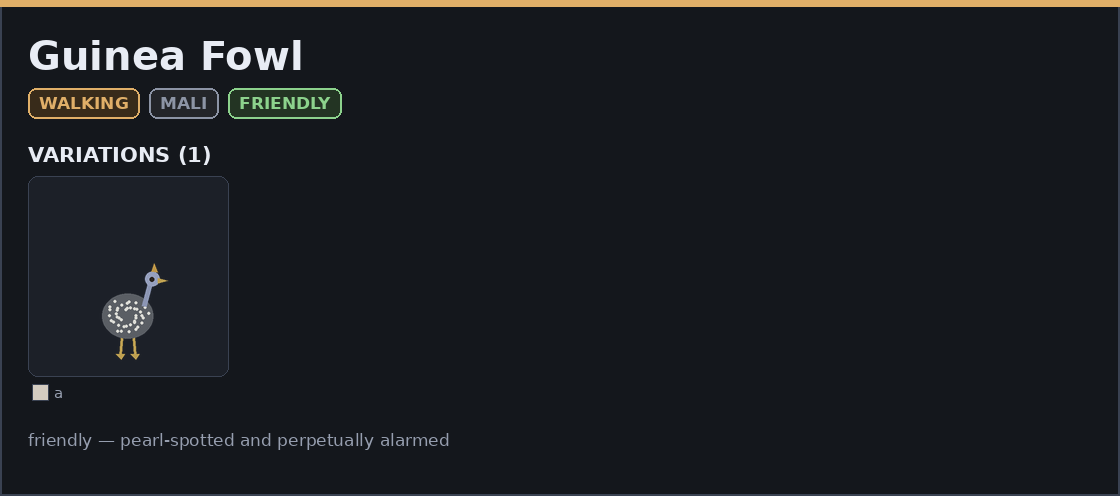 Guinea Fowl
WALKING MALI FRIENDLY
VARIATIONS (1)
a
friendly — pearl-spotted and perpetually alarmed